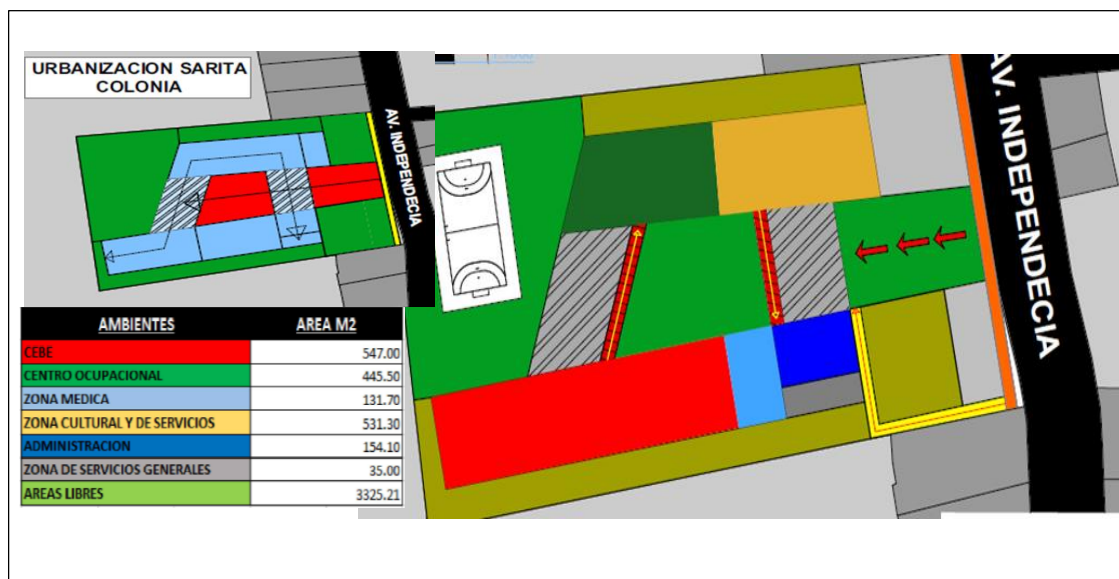 URBANIZACION SARITA
COLONIA
AV. INDEPENDECIA
AV. INDEPENDECIA
AMBIENTES AREA M2
CEBE 547.00
CENTRO OCUPACIONAL 445.50
ZONA MEDICA 131.70
ZONA CULTURAL Y DE SERVICIOS 531.30
ADMINISTRACION 154.10
ZONA DE SERVICIOS GENERALES 35.00
AREAS LIBRES 3325.21